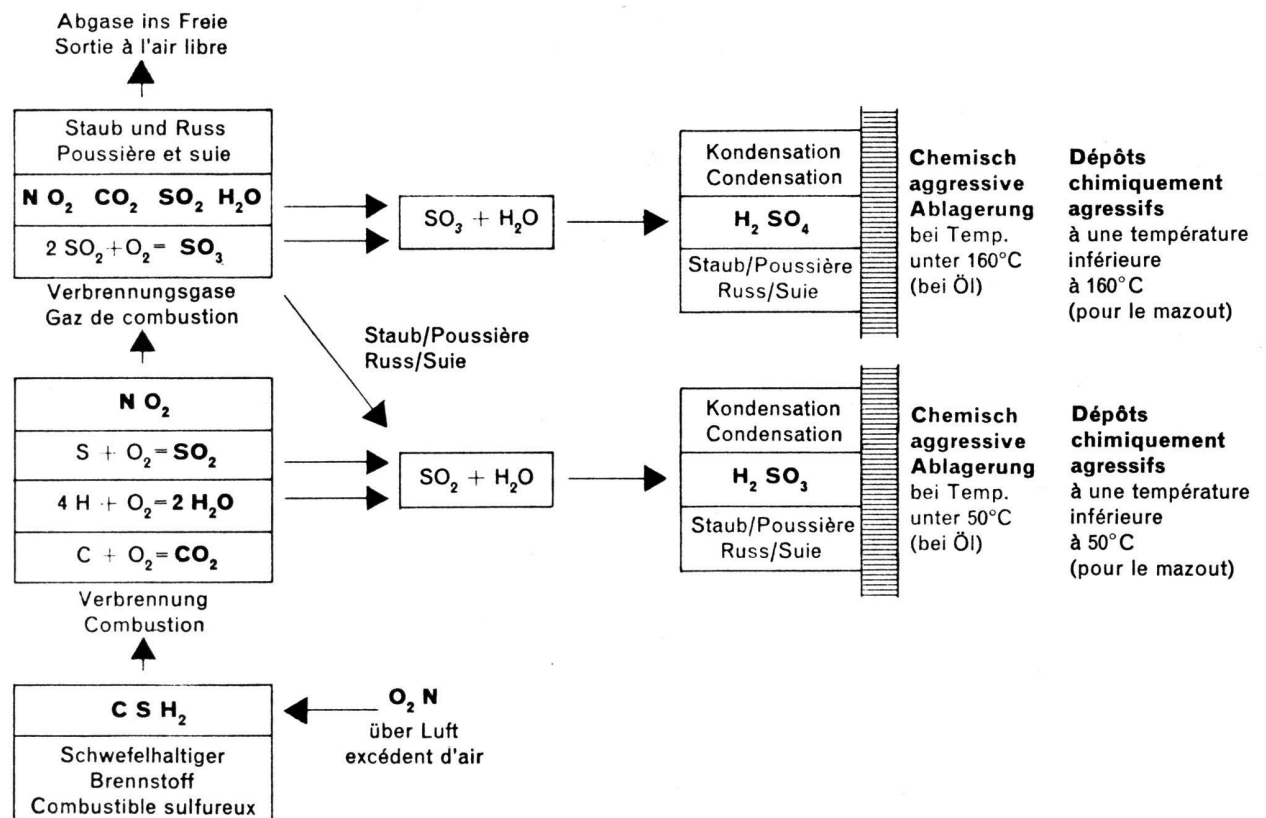 Abgase ins Freie
Sortie à l'air libre
Staub und Russ
Poussière et suie
N O₂ CO₂ SO₂ H₂O
2 SO₂+O₂= SO₃
Verbrennungsgase
Gaz de combustion
SO₃ + H₂O
Kondensation
Condensation
H₂ SO₄
Staub/Poussière
Russ/Suie
Chemisch
aggressive
Ablagerung
bei Temp.
unter 160°C
(bei Öl)
Dépôts
chimiquement
agressifs
à une température
inférieure
à 160°C
(pour le mazout)
Staub/Poussière
Russ/Suie
N O₂
S + O₂=SO₂
4 H + O₂=2 H₂O
C + O₂=CO₂
Verbrennung
Combustion
SO₂ + H₂O
Kondensation
Condensation
H₂ SO₃
Staub/Poussière
Russ/Suie
Chemisch
aggressive
Ablagerung
bei Temp.
unter 50°C
(bei Öl)
Dépôts
chimiquement
agressifs
à une température
inférieure
à 50°C
(pour le mazout)
C S H₂
Schwefelhaltiger
Brennstoff
Combustible sulfureux
O₂ N
über Luft
excédent d'air